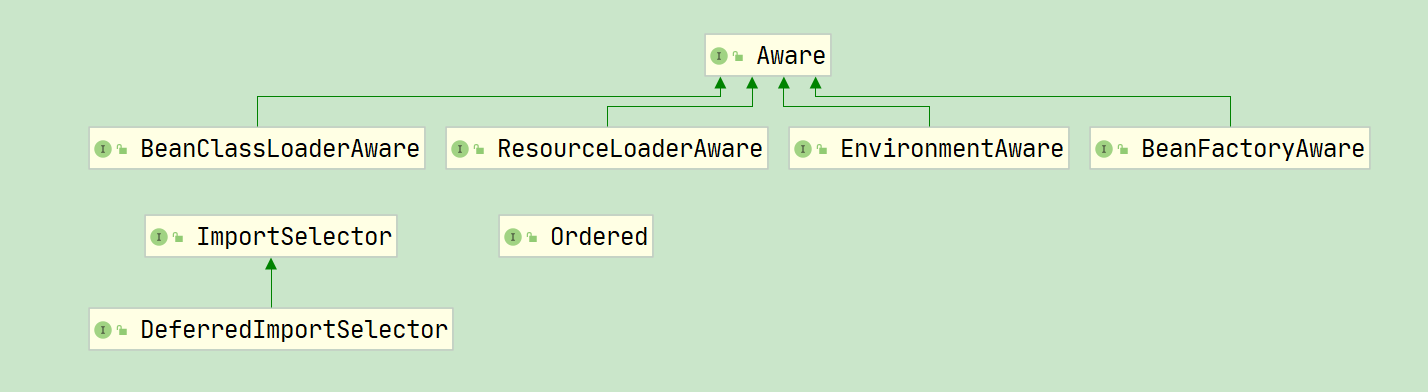 Aware
BeanClassLoaderAware ResourceLoaderAware EnvironmentAware BeanFactoryAware
ImportSelector Ordered
DeferredImportSelector